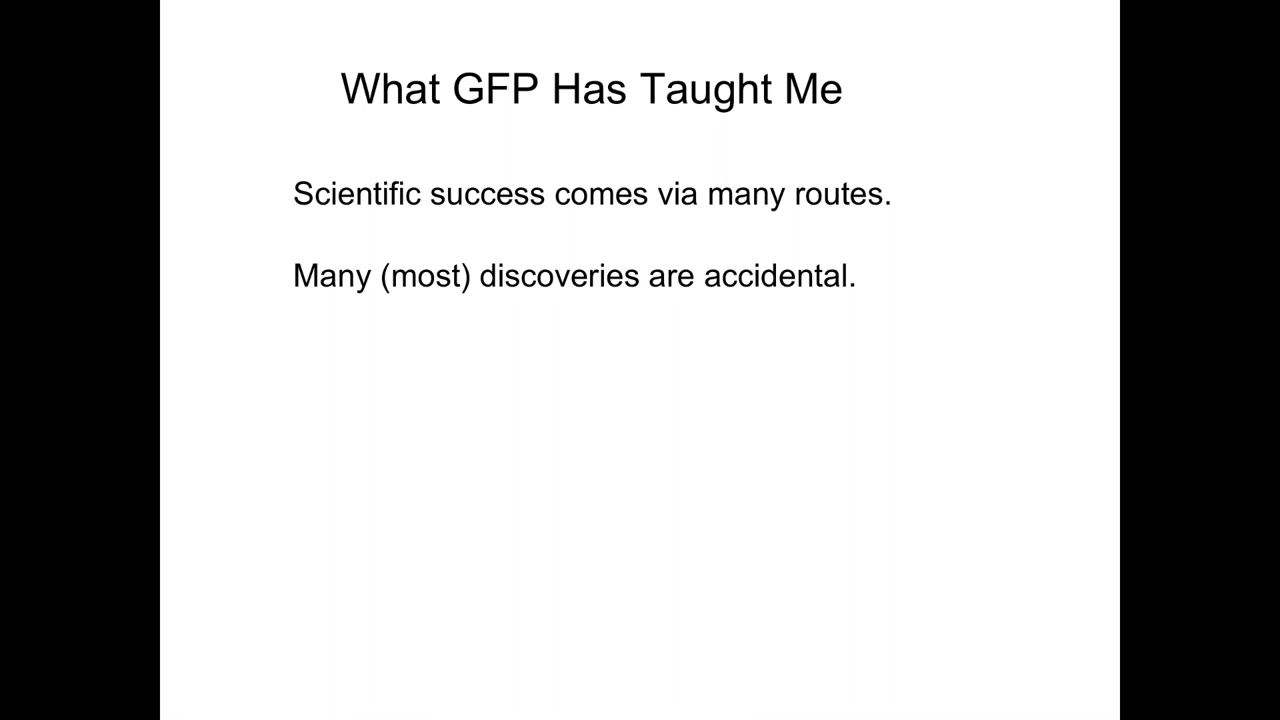 What GFP Has Taught Me
Scientific success comes via many routes.
Many (most) discoveries are accidental.